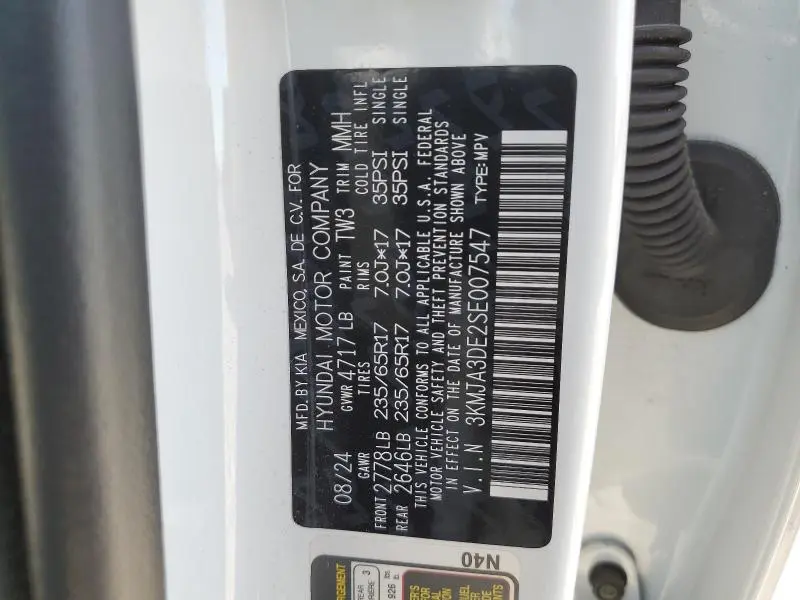 MFD. BY KIA MEXICO, S.A. DE C.V. FOR
HYUNDAI MOTOR COMPANY
08/24 GVWR 4717 LB PAINT TW3 TRIM MMH
GAWR TIRES RIMS COLD TIRE INFL
FRONT 2778LB 235/65R17 7.0J×17 35PSI SINGLE
REAR 2646LB 235/65R17 7.0J×17 35PSI SINGLE
THIS VEHICLE CONFORMS TO ALL APPLICABLE U.S.A. FEDERAL
MOTOR VEHICLE SAFETY AND THEFT PREVENTION STANDARDS
IN EFFECT ON THE DATE OF MANUFACTURE SHOWN ABOVE
V.I.N 3KMJA3DE2SE007547 TYPE:MPV
N40
3
926 lbs.